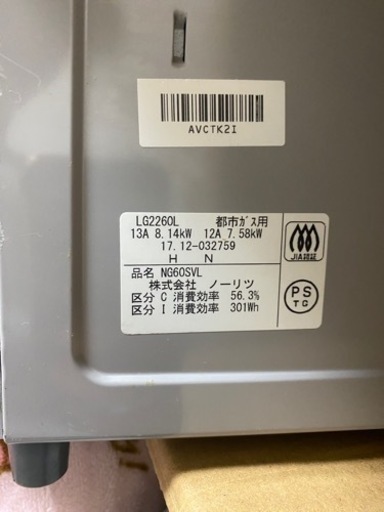 AVCTK2I
LG2260L 都市ガス用
13A 8.14kW 12A 7.58kW
17.12-032759
H N
品名 NG60SVL
株式会社 ノーリツ
区分 C 消費効率 56.3%
区分 I 消費効率 301Wh
JIA認証
PS
TG